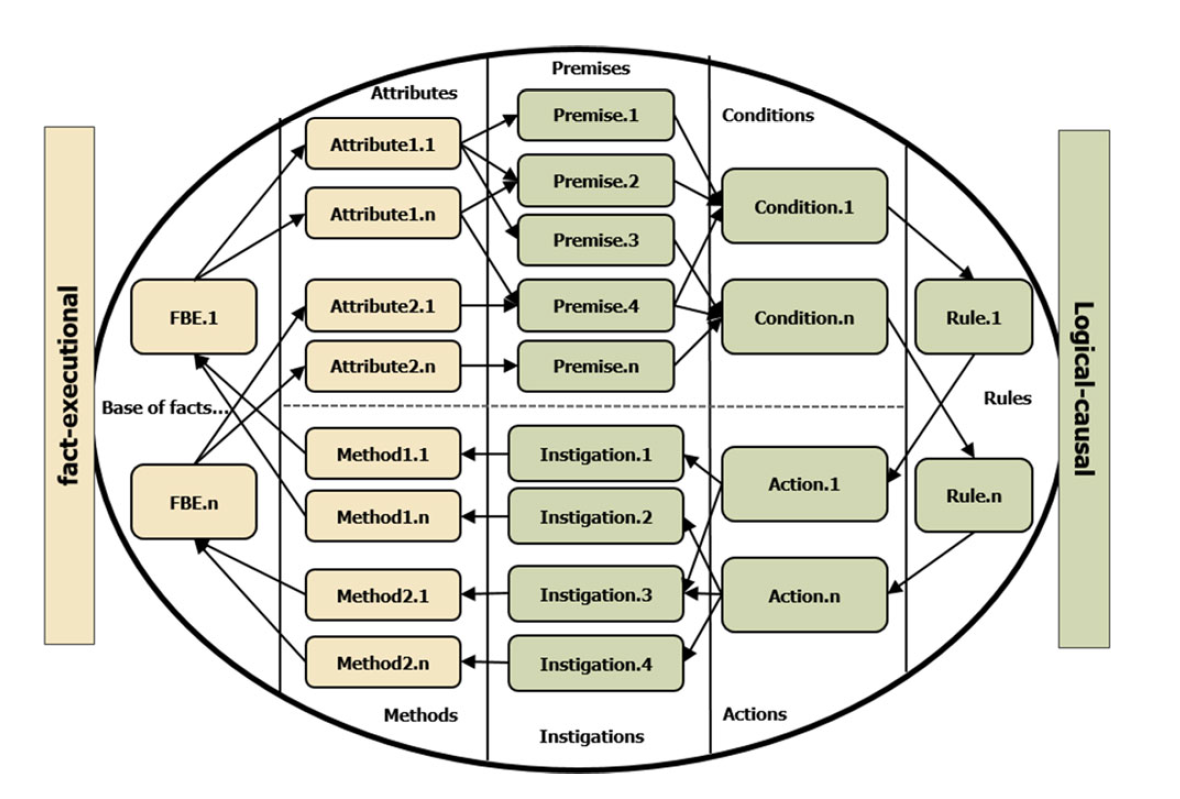 Premises
Attributes
Conditions
Premise.1
Attribute1.1
Premise.2
Attribute1.n
Condition.1
Premise.3
FBE.1
Attribute2.1
Premise.4
Condition.n
Rule.1
Attribute2.n
Premise.n
fact-executional
Logical-causal
Base of facts...
Rules
Method1.1
Instigation.1
Action.1
FBE.n
Method1.n
Instigation.2
Rule.n
Method2.1
Instigation.3
Action.n
Method2.n
Instigation.4
Methods
Actions
Instigations